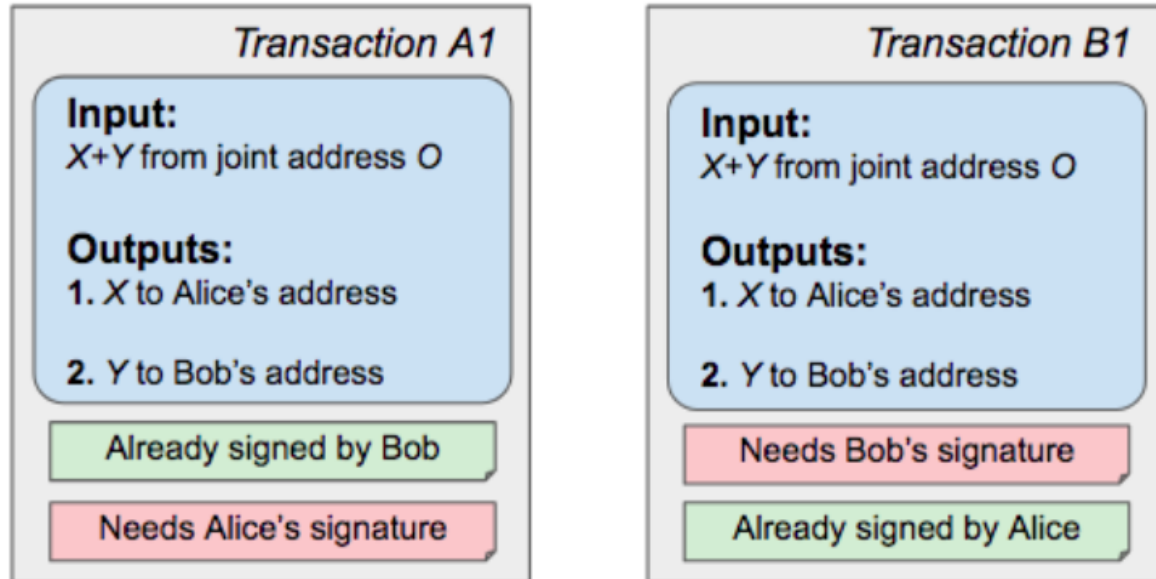 Transaction A1
Input:
X+Y from joint address O
Outputs:
1. X to Alice’s address
2. Y to Bob’s address
Already signed by Bob
Needs Alice’s signature
Transaction B1
Input:
X+Y from joint address O
Outputs:
1. X to Alice’s address
2. Y to Bob’s address
Needs Bob’s signature
Already signed by Alice